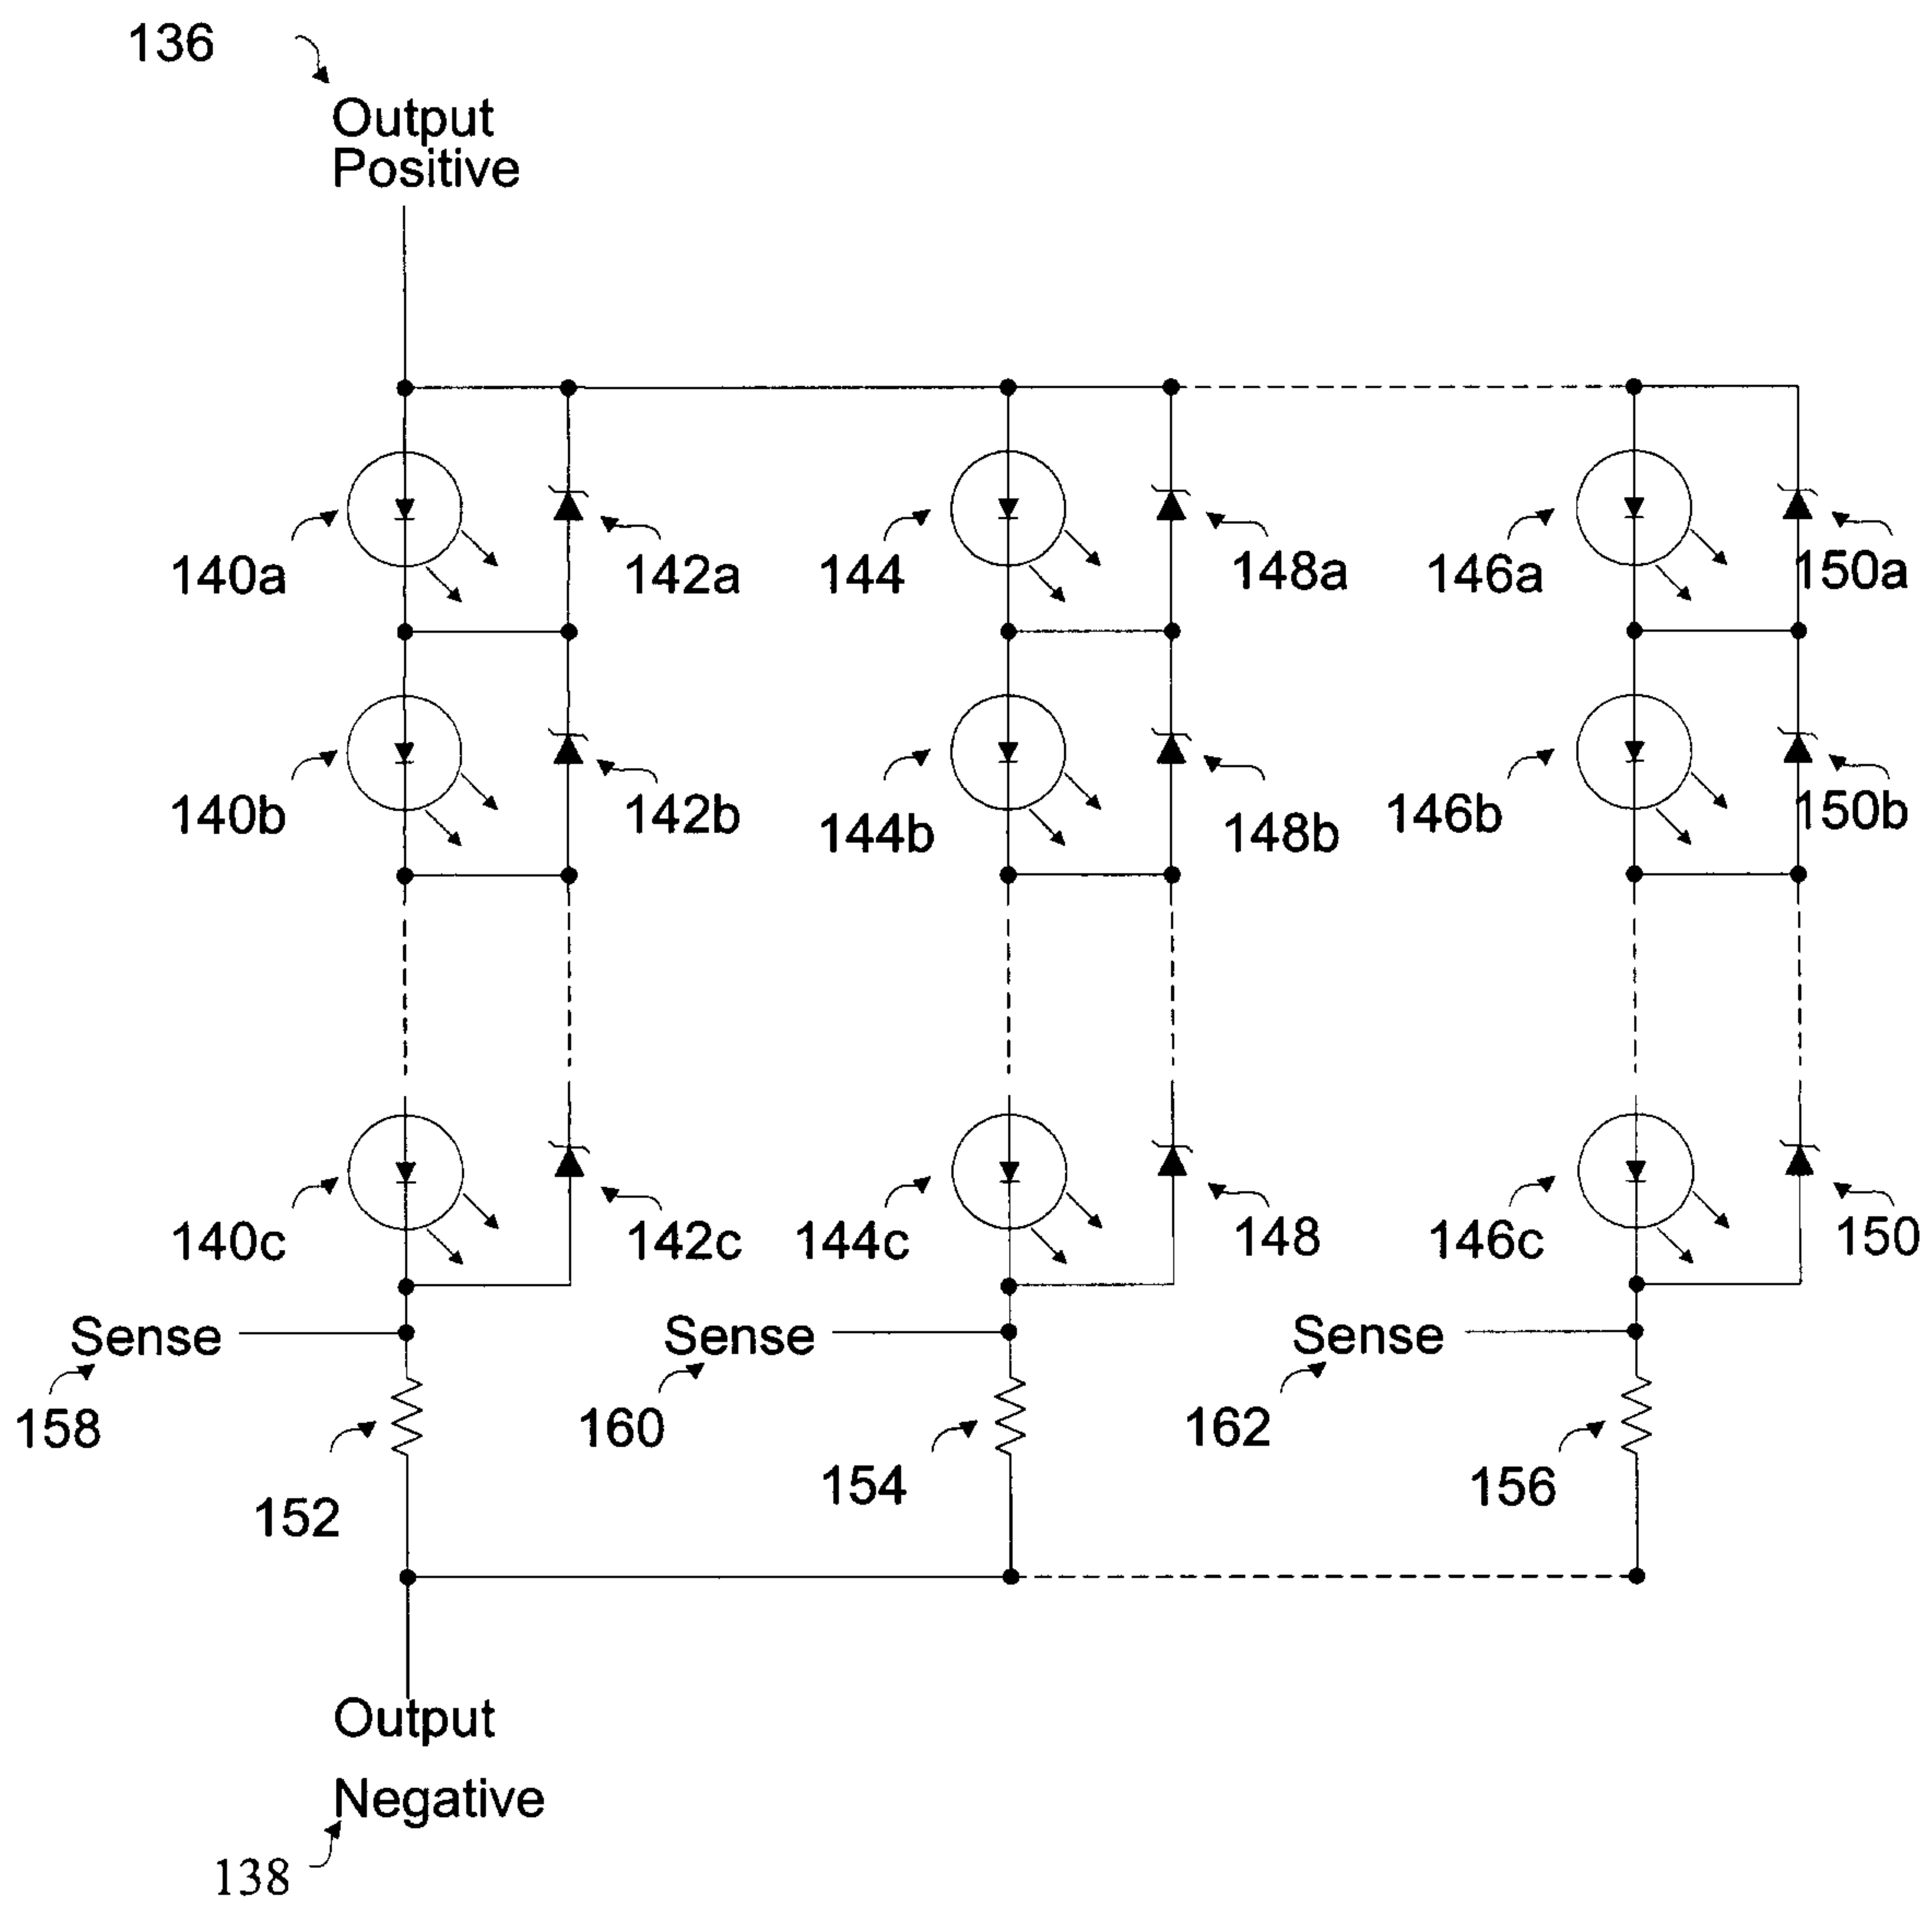 136
Output
Positive
140a
142a
144
148a
146a
150a
140b
142b
144b
148b
146b
150b
140c
142c
144c
148
146c
150
Sense
Sense
Sense
158
160
162
152
154
156
Output
Negative
138